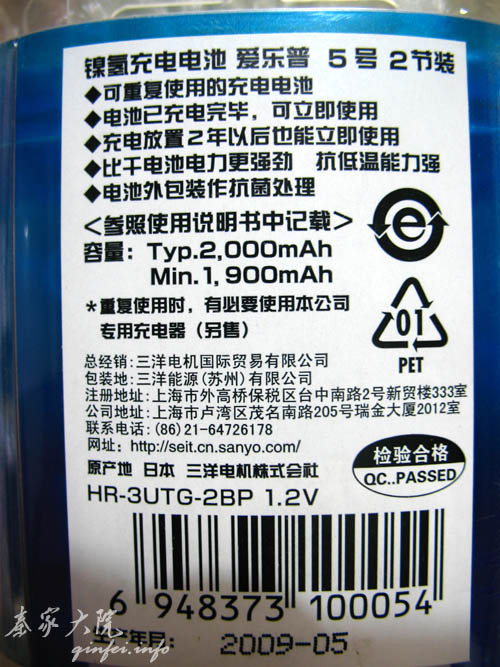 镍氢充电电池 爱乐普 5号 2节装
◆可重复使用的充电电池
◆电池已充电完毕，可立即使用
◆充电放置2年以后也能立即使用
◆比干电池电力更强劲 抗低温能力强
◆电池外包装作抗菌处理
<参照使用说明书中记载>
容量: Typ.2,000mAh
Min.1,900mAh
*重复使用时，有必要使用本公司
专用充电器(另售)
e
01
PET
总经销:三洋电机国际贸易有限公司
包装地:三洋能源(苏州)有限公司
注册地址:上海市外高桥保税区台中南路2号新贸楼333室
公司地址:上海市卢湾区茂名南路205号瑞金大厦2012室
联系电话:(86)21-64726178
网址:http://seit.cn.sanyo.com/
检验合格
QC..PASSED
原产地 日本 三洋电机株式会社
HR-3UTG-2BP 1.2V
6 948373 100054
生产年月: 2009-05
秦家大院
qinfei.info